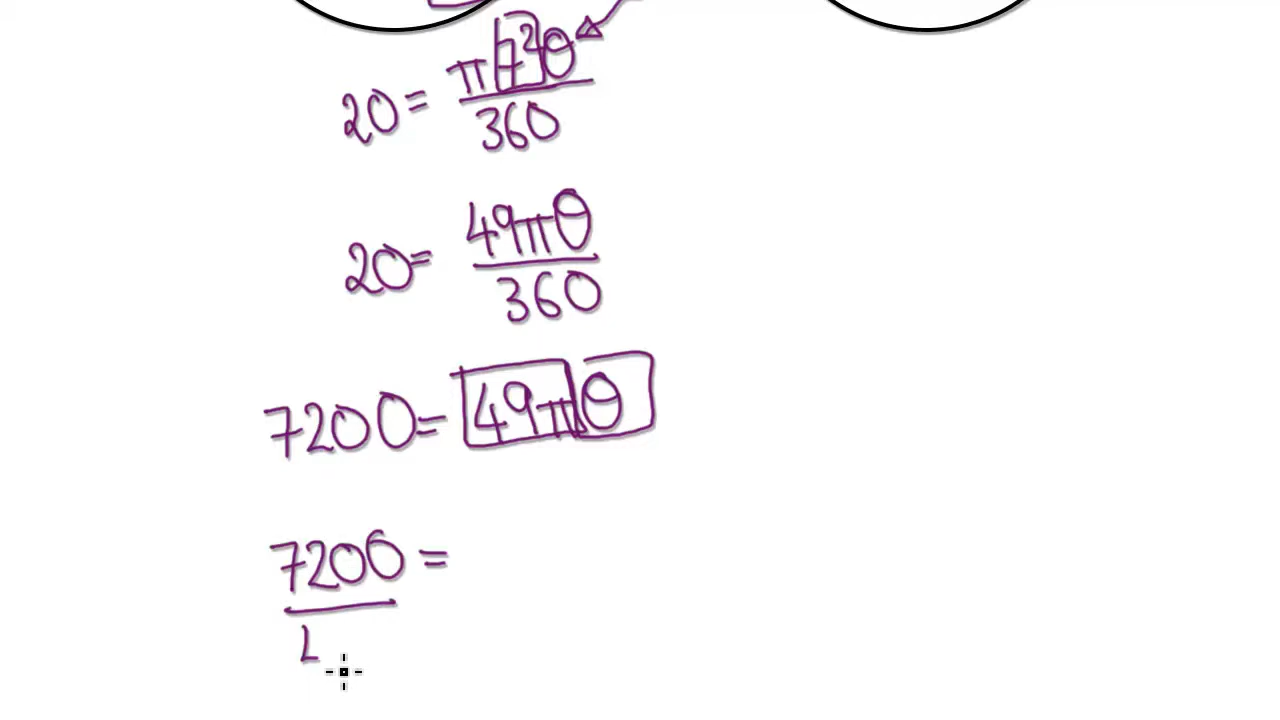 20 = π7²θ / 360
20 = 49πθ / 360
7200 = 49πθ
7200 =